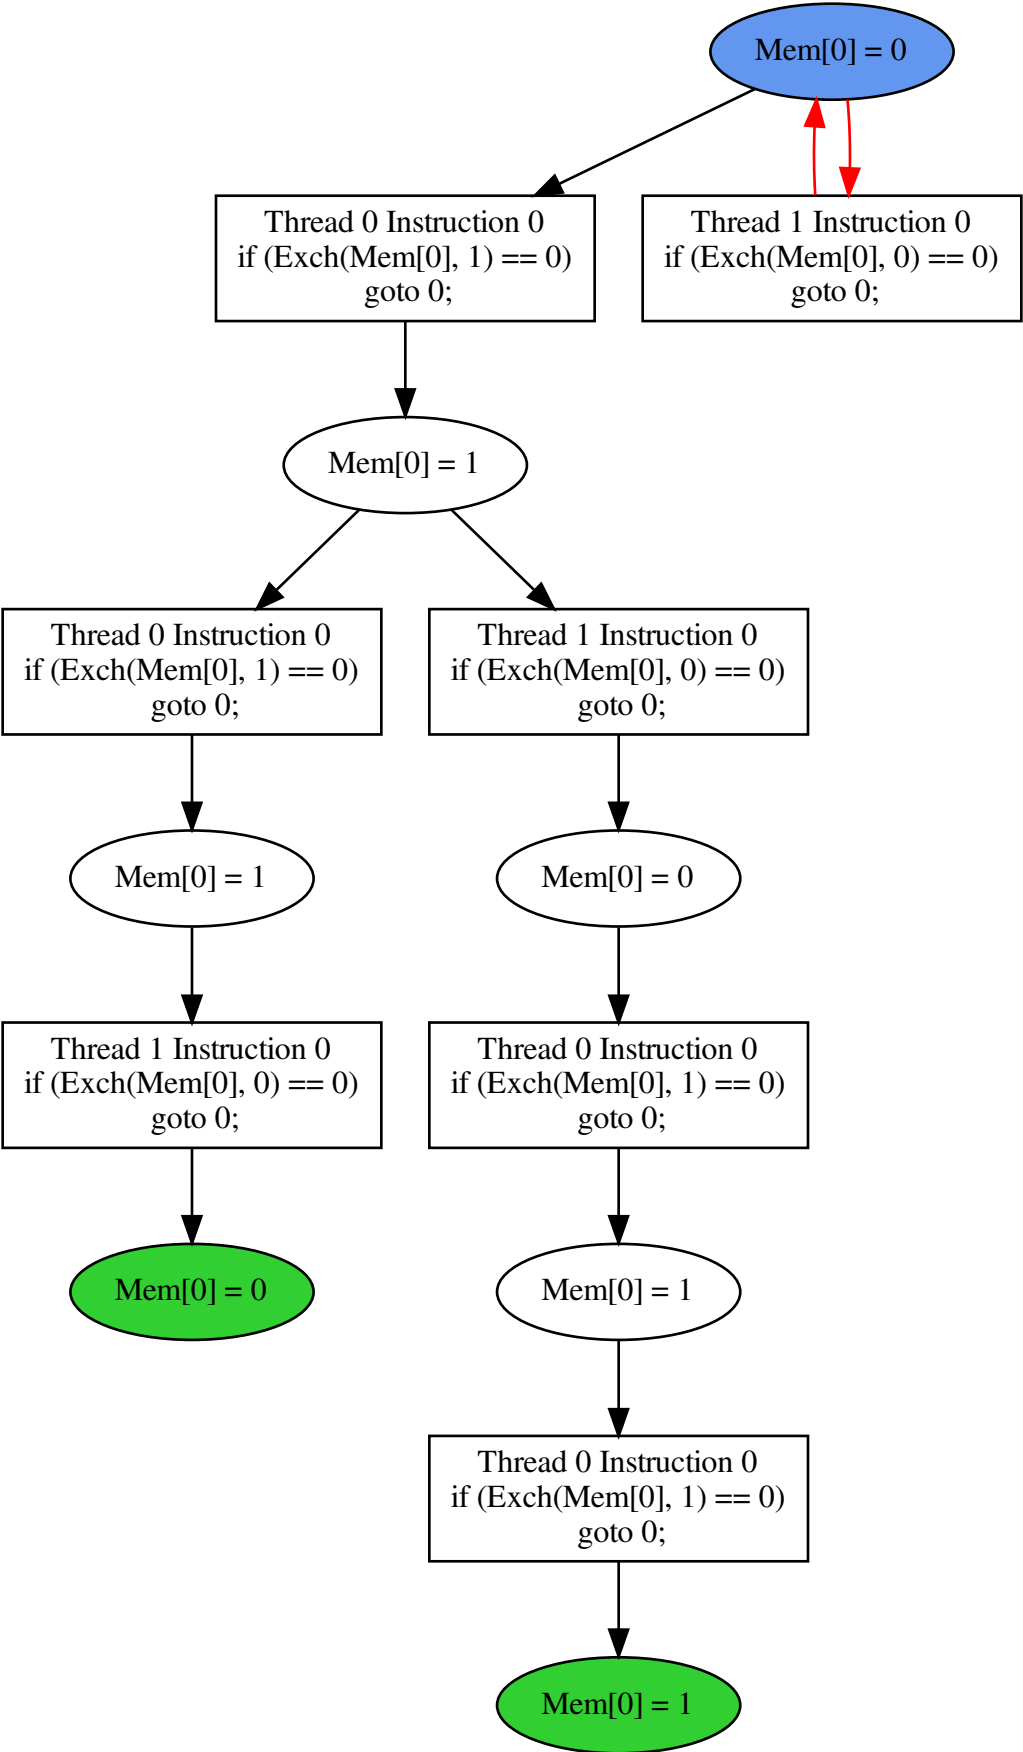 Mem[0] = 0
Thread 0 Instruction 0
if (Exch(Mem[0], 1) == 0)
goto 0;
Thread 1 Instruction 0
if (Exch(Mem[0], 0) == 0)
goto 0;
Mem[0] = 1
Thread 0 Instruction 0
if (Exch(Mem[0], 1) == 0)
goto 0;
Thread 1 Instruction 0
if (Exch(Mem[0], 0) == 0)
goto 0;
Mem[0] = 1
Mem[0] = 0
Thread 1 Instruction 0
if (Exch(Mem[0], 0) == 0)
goto 0;
Thread 0 Instruction 0
if (Exch(Mem[0], 1) == 0)
goto 0;
Mem[0] = 0
Mem[0] = 1
Thread 0 Instruction 0
if (Exch(Mem[0], 1) == 0)
goto 0;
Mem[0] = 1